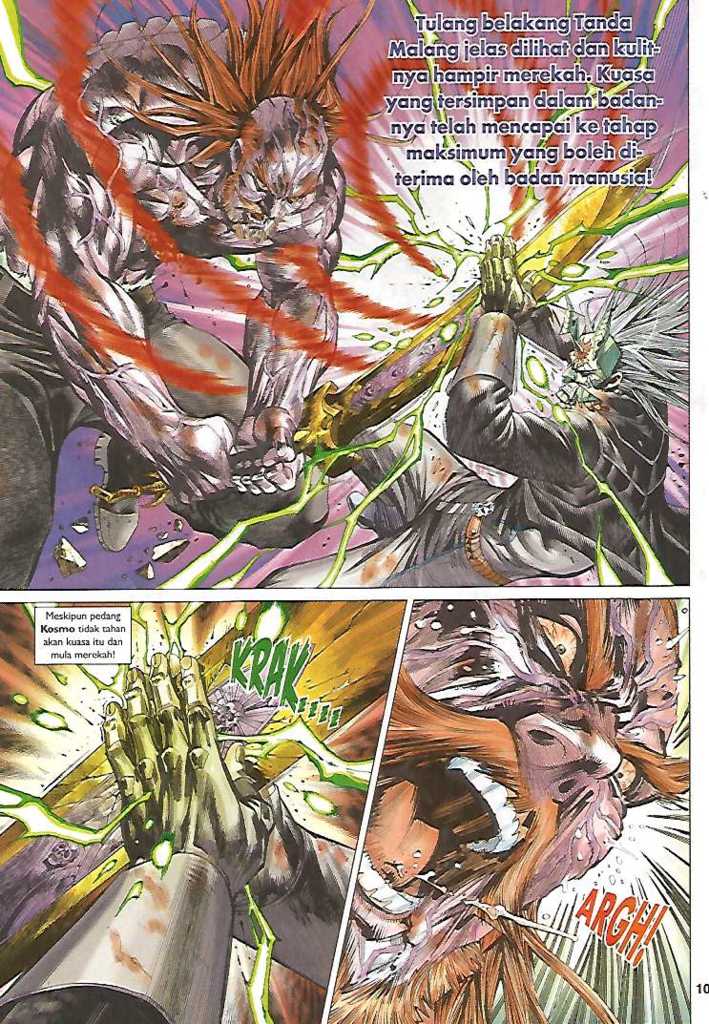 Tulang belakang Tanda
Malang jelas dilihat dan kulit-
nya hampir merekah. Kuasa
yang tersimpan dalam badan-
nya telah mencapai ke tahap
maksimum yang boleh di-
terima oleh badan manusia!
Meskipun pedang
Kosmo tidak tahan
akan kuasa itu dan
mula merekah!
KRAKzzzz
ARGH!
10